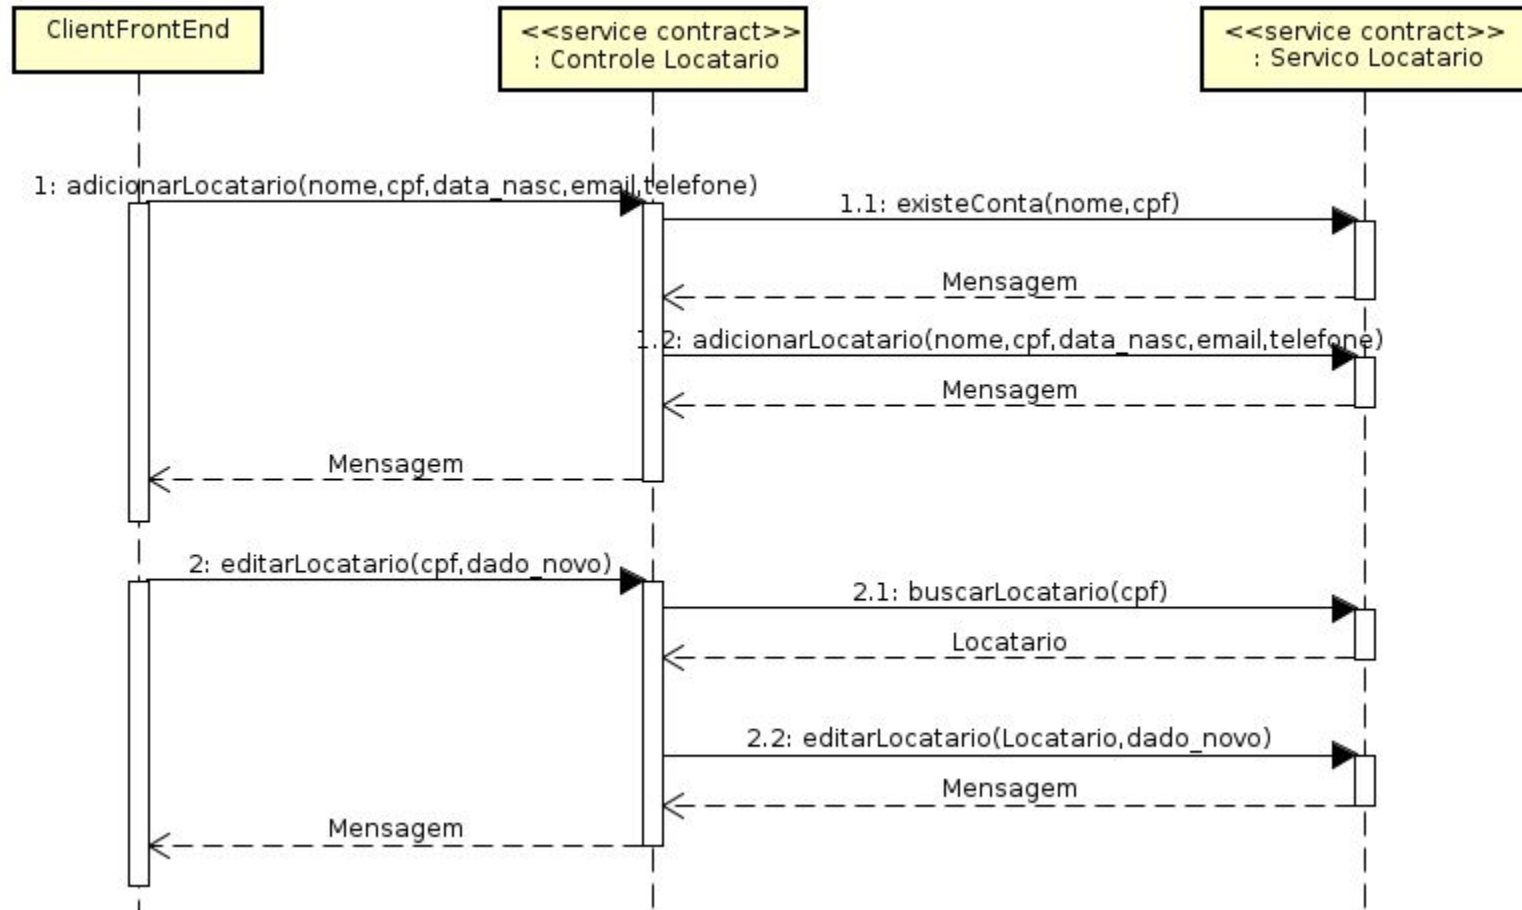 ClientFrontEnd
<<service contract>>
: Controle Locatario
<<service contract>>
: Servico Locatario
1: adicionarLocatario(nome,cpf,data_nasc,email,telefone)
1.1: existeConta(nome,cpf)
Mensagem
1.2: adicionarLocatario(nome,cpf,data_nasc,email,telefone)
Mensagem
Mensagem
2: editarLocatario(cpf,dado_novo)
2.1: buscarLocatario(cpf)
Locatario
2.2: editarLocatario(Locatario,dado_novo)
Mensagem
Mensagem